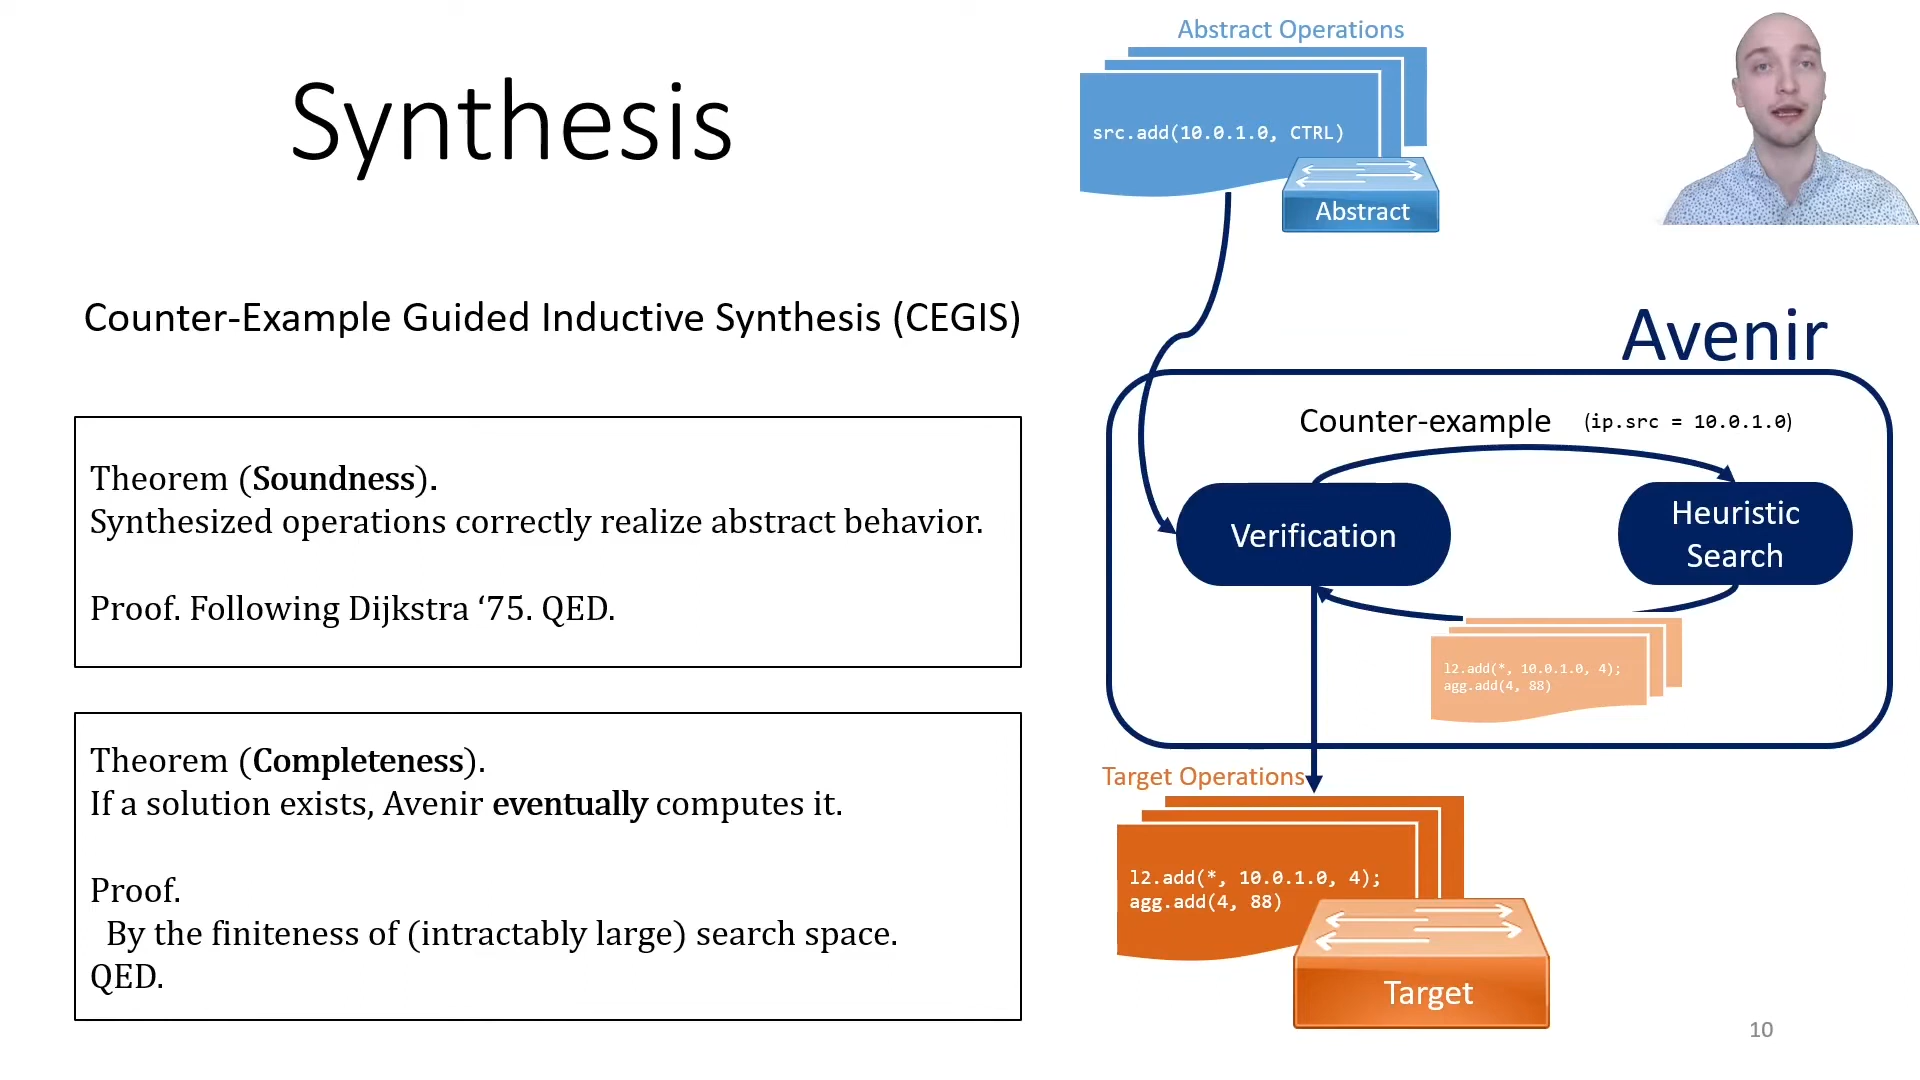 Synthesis
Counter-Example Guided Inductive Synthesis (CEGIS)
Theorem (Soundness).
Synthesized operations correctly realize abstract behavior.
Proof. Following Dijkstra ‘75. QED.
Theorem (Completeness).
If a solution exists, Avenir eventually computes it.
Proof.
By the finiteness of (intractably large) search space.
QED.
Abstract Operations
src.add(10.0.1.0, CTRL)
Abstract
Avenir
Counter-example (ip.src = 10.0.1.0)
Verification
Heuristic
Search
l2.add(*, 10.0.1.0, 4);
agg.add(4, 88)
Target Operations
l2.add(*, 10.0.1.0, 4);
agg.add(4, 88)
Target
10